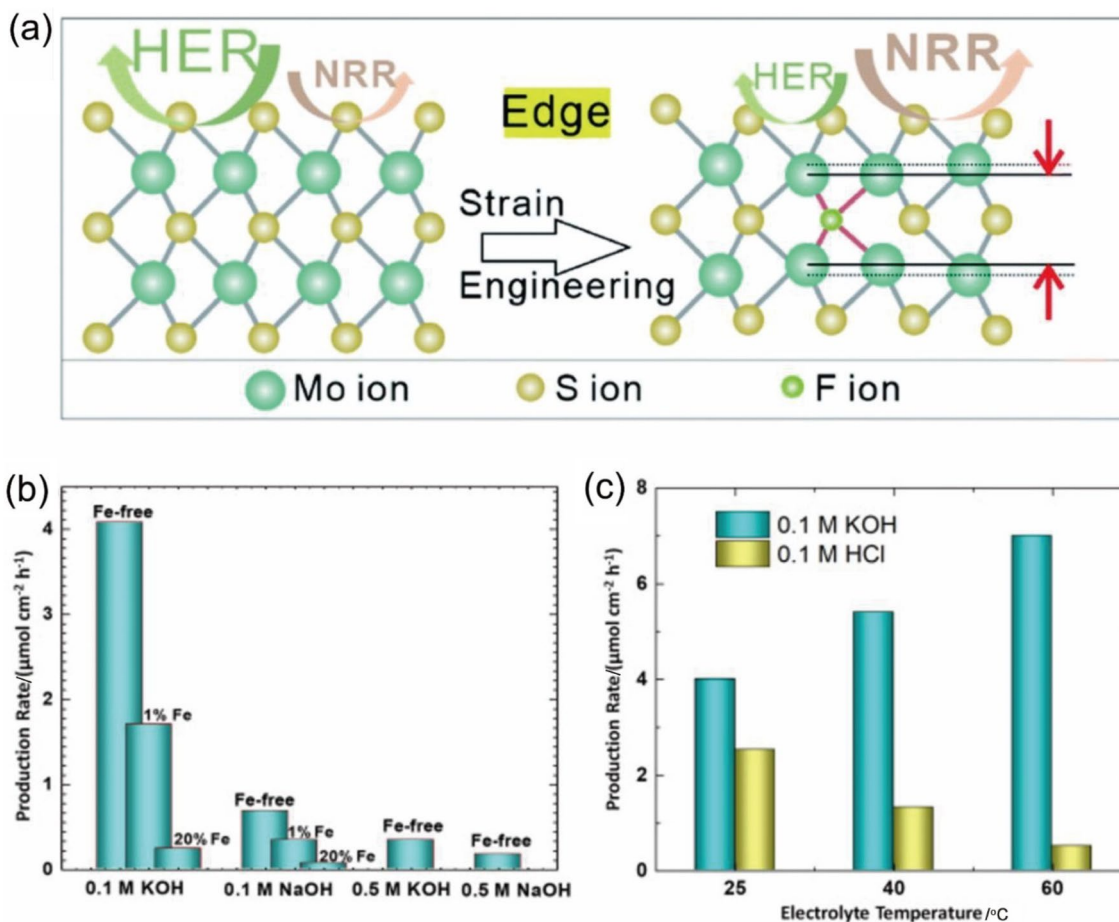 (a)
HER
NRR
Edge
HER
NRR
Strain
Engineering
Mo ion
S ion
F ion
(b)
Production Rate/(μmol cm⁻² h⁻¹)
4
3
2
1
0
Fe-free
1% Fe
20% Fe
Fe-free
1% Fe
20% Fe
Fe-free
Fe-free
0.1 M KOH
0.1 M NaOH
0.5 M KOH
0.5 M NaOH
(c)
Production Rate/(μmol cm⁻² h⁻¹)
8
6
4
2
0
0.1 M KOH
0.1 M HCl
25
40
60
Electrolyte Temperature/°C